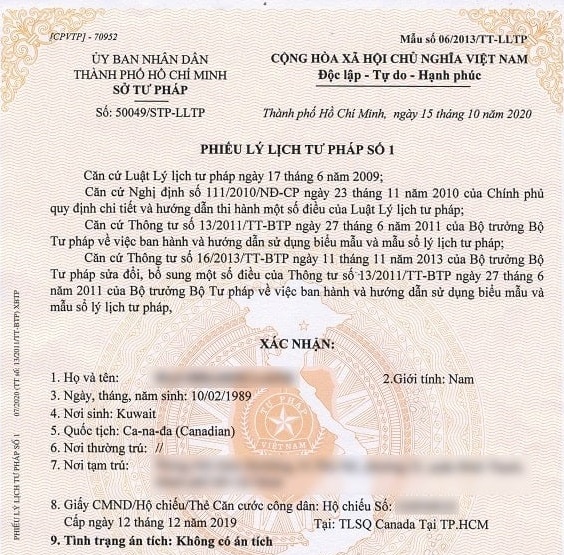 [CPVTP] - 70952
Mẫu số 06/2013/TT-LLTP
ỦY BAN NHÂN DÂN
THÀNH PHỐ HỒ CHÍ MINH
SỞ TƯ PHÁP
Số: 50049/STP-LLTP
CỘNG HÒA XÃ HỘI CHỦ NGHĨA VIỆT NAM
Độc lập - Tự do - Hạnh phúc
Thành phố Hồ Chí Minh, ngày 15 tháng 10 năm 2020
PHIẾU LÝ LỊCH TƯ PHÁP SỐ 1
Căn cứ Luật Lý lịch tư pháp ngày 17 tháng 6 năm 2009;
Căn cứ Nghị định số 111/2010/NĐ-CP ngày 23 tháng 11 năm 2010 của Chính phủ
quy định chi tiết và hướng dẫn thi hành một số điều của Luật Lý lịch tư pháp;
Căn cứ Thông tư số 13/2011/TT-BTP ngày 27 tháng 6 năm 2011 của Bộ trưởng Bộ
Tư pháp về việc ban hành và hướng dẫn sử dụng biểu mẫu và mẫu sổ lý lịch tư pháp;
Căn cứ Thông tư số 16/2013/TT-BTP ngày 11 tháng 11 năm 2013 của Bộ trưởng Bộ
Tư pháp sửa đổi, bổ sung một số điều của Thông tư số 13/2011/TT-BTP ngày 27 tháng 6
năm 2011 của Bộ trưởng Bộ Tư pháp về việc ban hành và hướng dẫn sử dụng biểu mẫu và
mẫu sổ lý lịch tư pháp,
XÁC NHẬN:
1. Họ và tên:
2.Giới tính: Nam
3. Ngày, tháng, năm sinh: 10/02/1989
4. Nơi sinh: Kuwait
5. Quốc tịch: Ca-na-đa (Canadian)
6. Nơi thường trú: //
7. Nơi tạm trú:
8. Giấy CMND/Hộ chiếu/Thẻ Căn cước công dân: Hộ chiếu Số:
Cấp ngày 12 tháng 12 năm 2019
Tại: TLSQ Canada Tại TP.HCM
9. Tình trạng án tích: Không có án tích
TƯ PHÁP
VIỆT NAM
PHIẾU LÝ LỊCH TƯ PHÁP SỐ 1
07/2020 (TT số: 13/2011/TT-BTP) XBTP